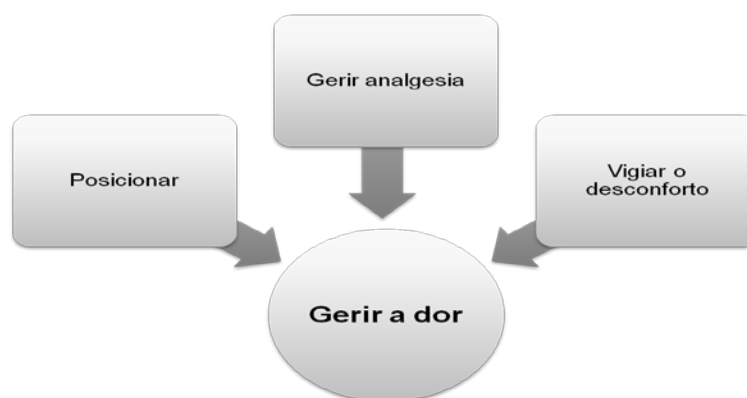 Gerir analgesia
Posicionar
Vigiar o
desconforto
Gerir a dor